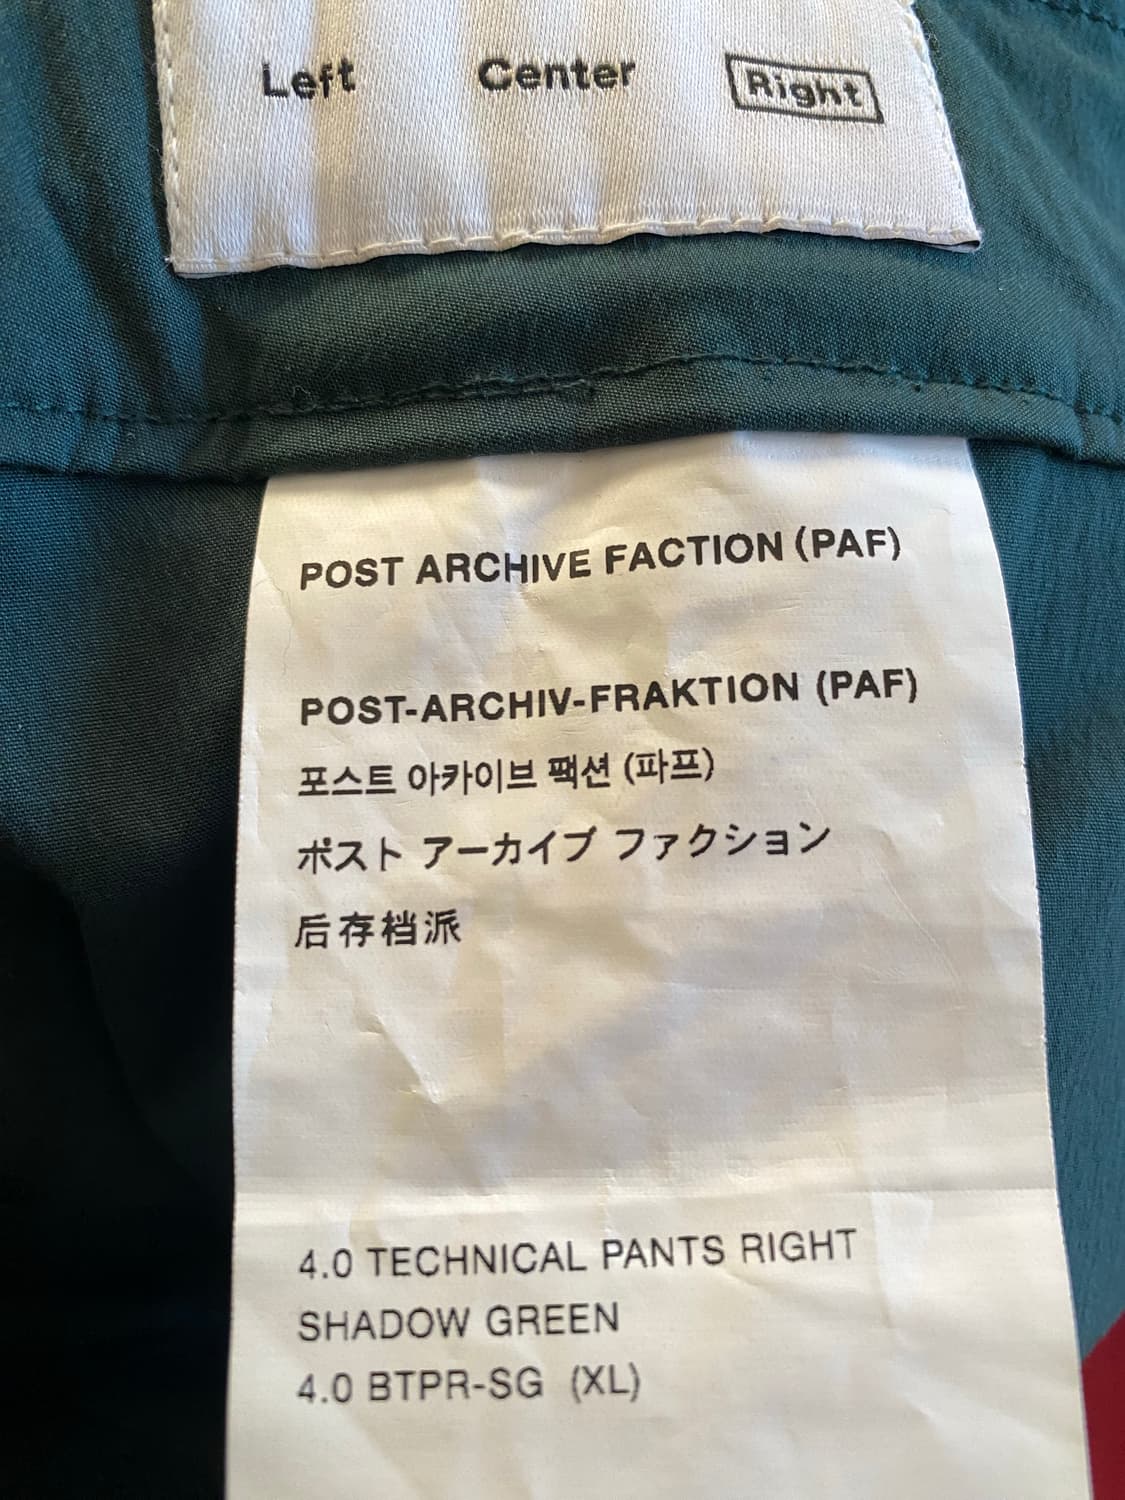 Left Center Right
POST ARCHIVE FACTION (PAF)
POST-ARCHIV-FRAKTION (PAF)
포스트 아카이브 팩션 (파프)
ポスト アーカイブ ファクション
后存档派
4.0 TECHNICAL PANTS RIGHT
SHADOW GREEN
4.0 BTPR-SG (XL)